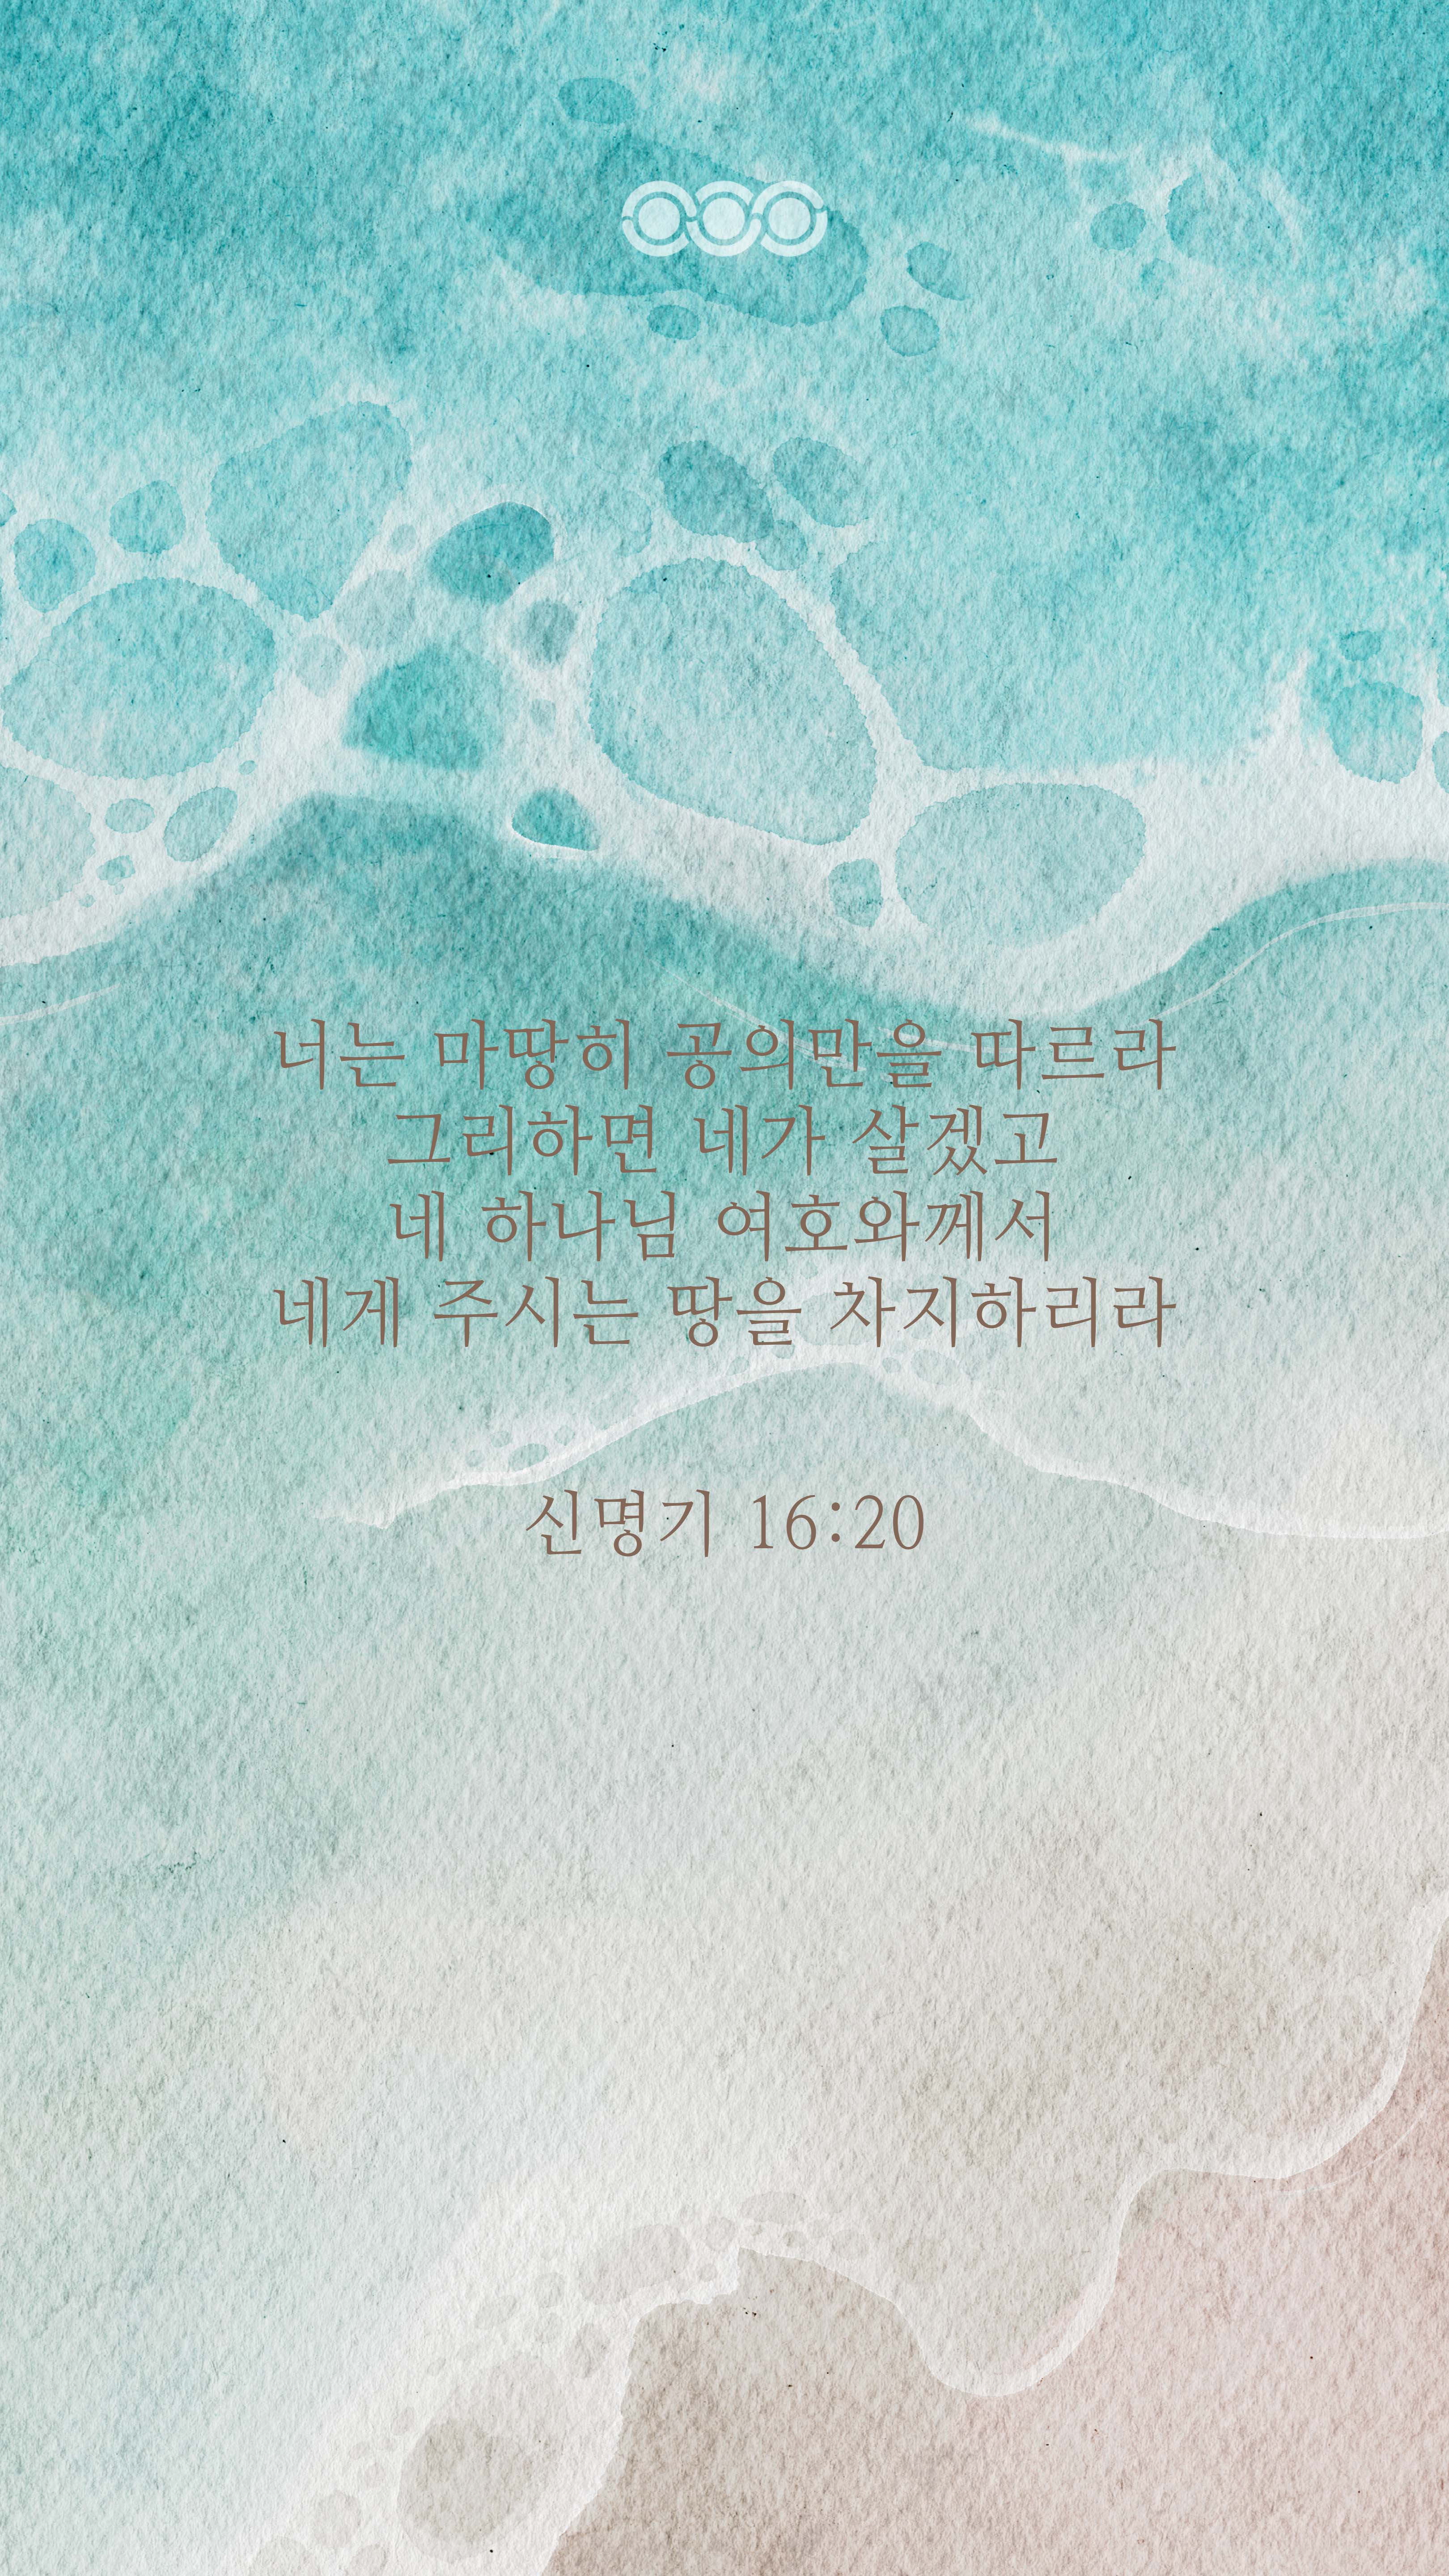 너는 마땅히 공의만을 따르라
그리하면 네가 살겠고
네 하나님 여호와께서
네게 주시는 땅을 차지하리라
신명기 16:20